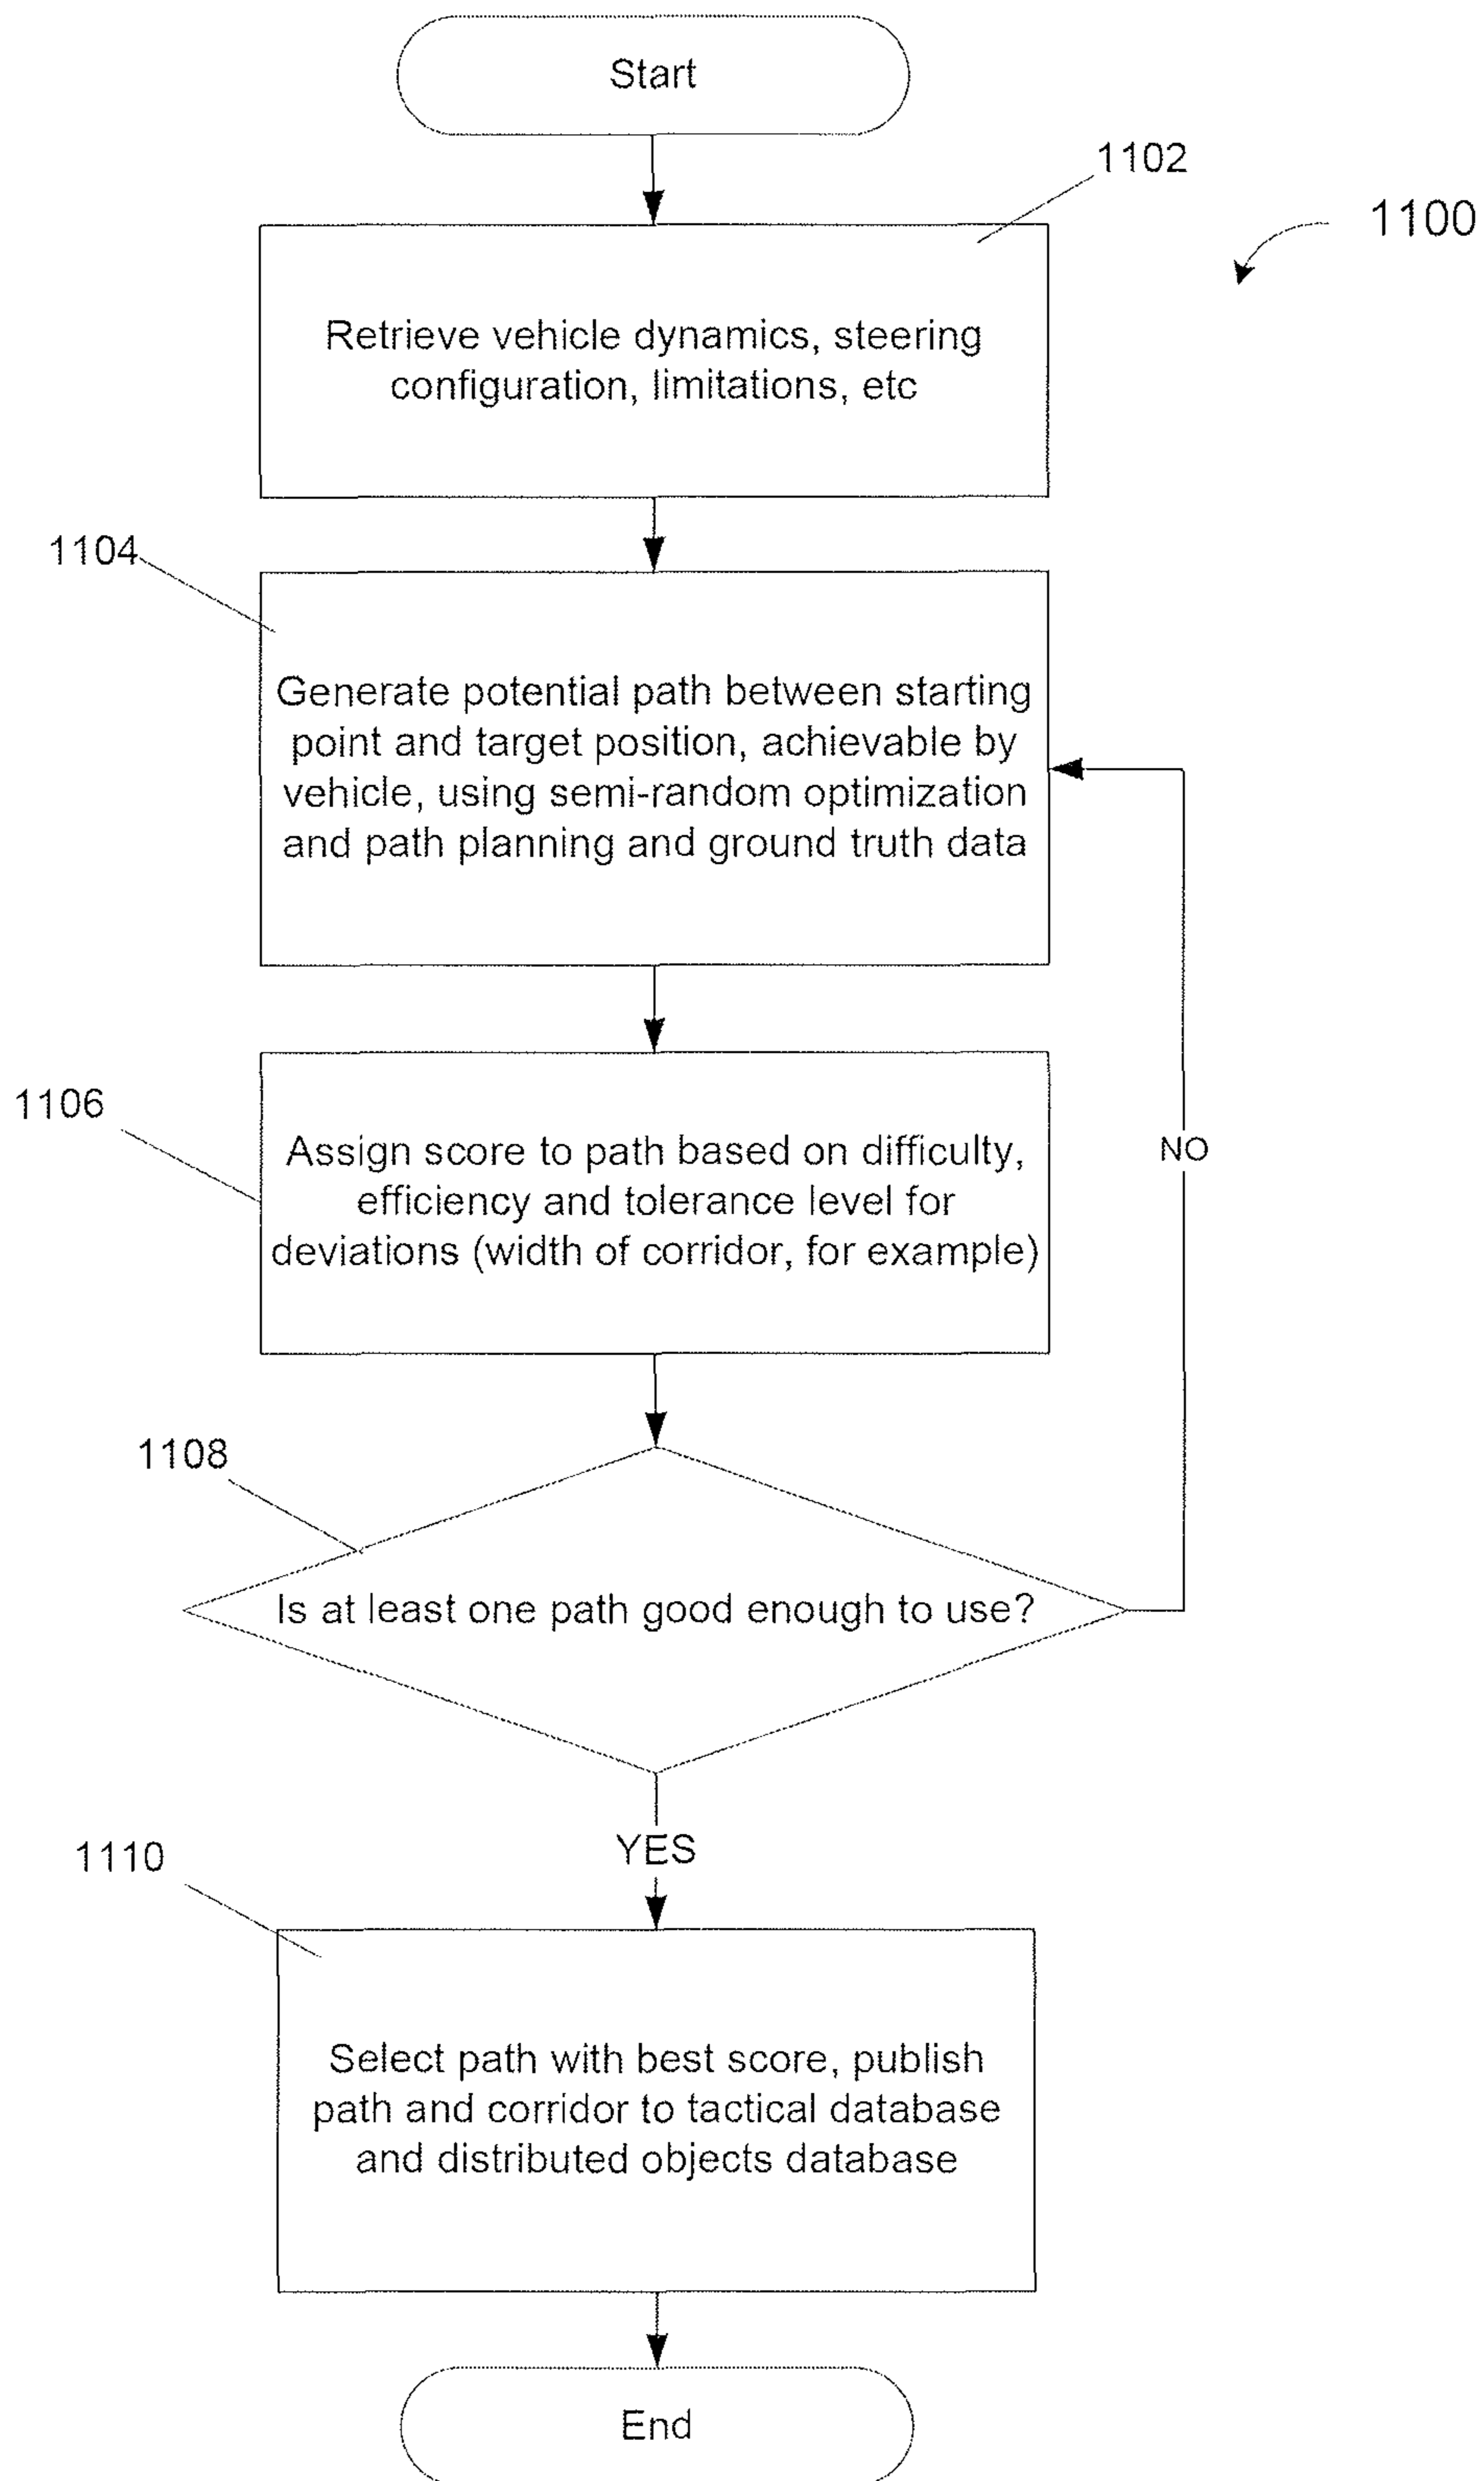 Start
1102
1100
Retrieve vehicle dynamics, steering
configuration, limitations, etc
1104
Generate potential path between starting
point and target position, achievable by
vehicle, using semi-random optimization
and path planning and ground truth data
1106
Assign score to path based on difficulty,
efficiency and tolerance level for
deviations (width of corridor, for example)
NO
1108
Is at least one path good enough to use?
YES
1110
Select path with best score, publish
path and corridor to tactical database
and distributed objects database
End